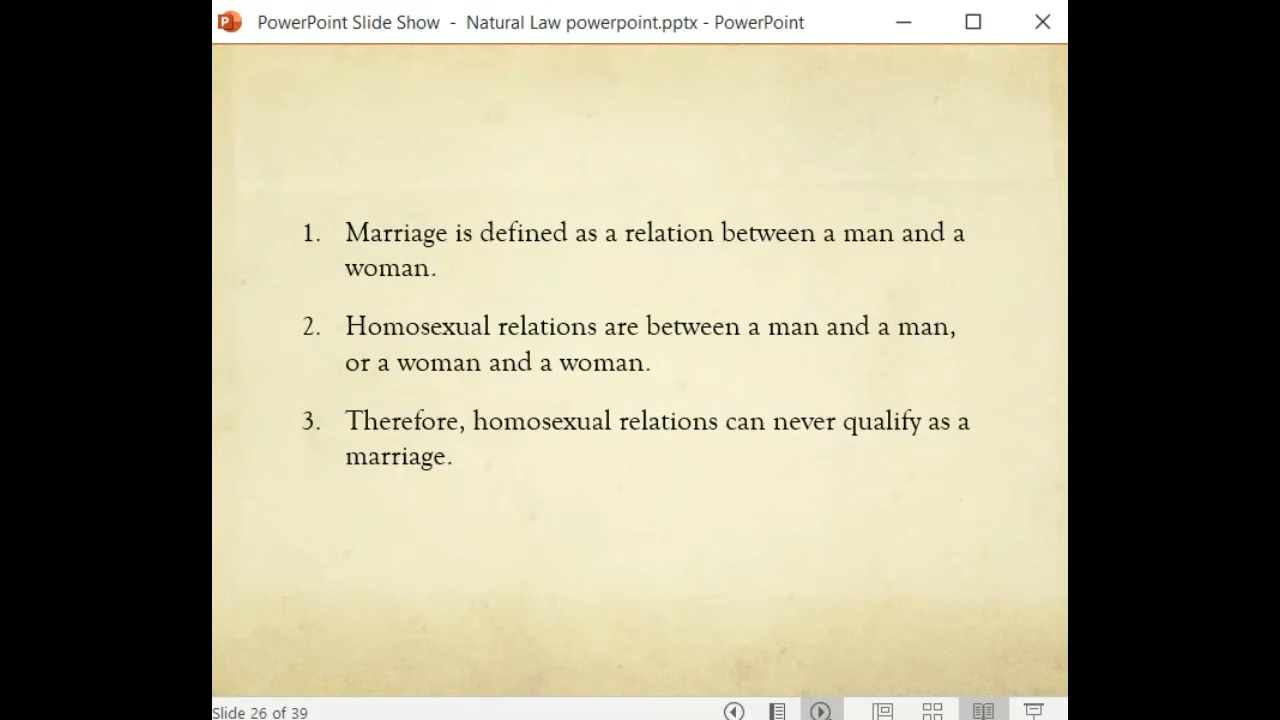 PowerPoint Slide Show - Natural Law powerpoint.pptx - PowerPoint
1. Marriage is defined as a relation between a man and a
woman.
2. Homosexual relations are between a man and a man,
or a woman and a woman.
3. Therefore, homosexual relations can never qualify as a
marriage.
Slide 26 of 39